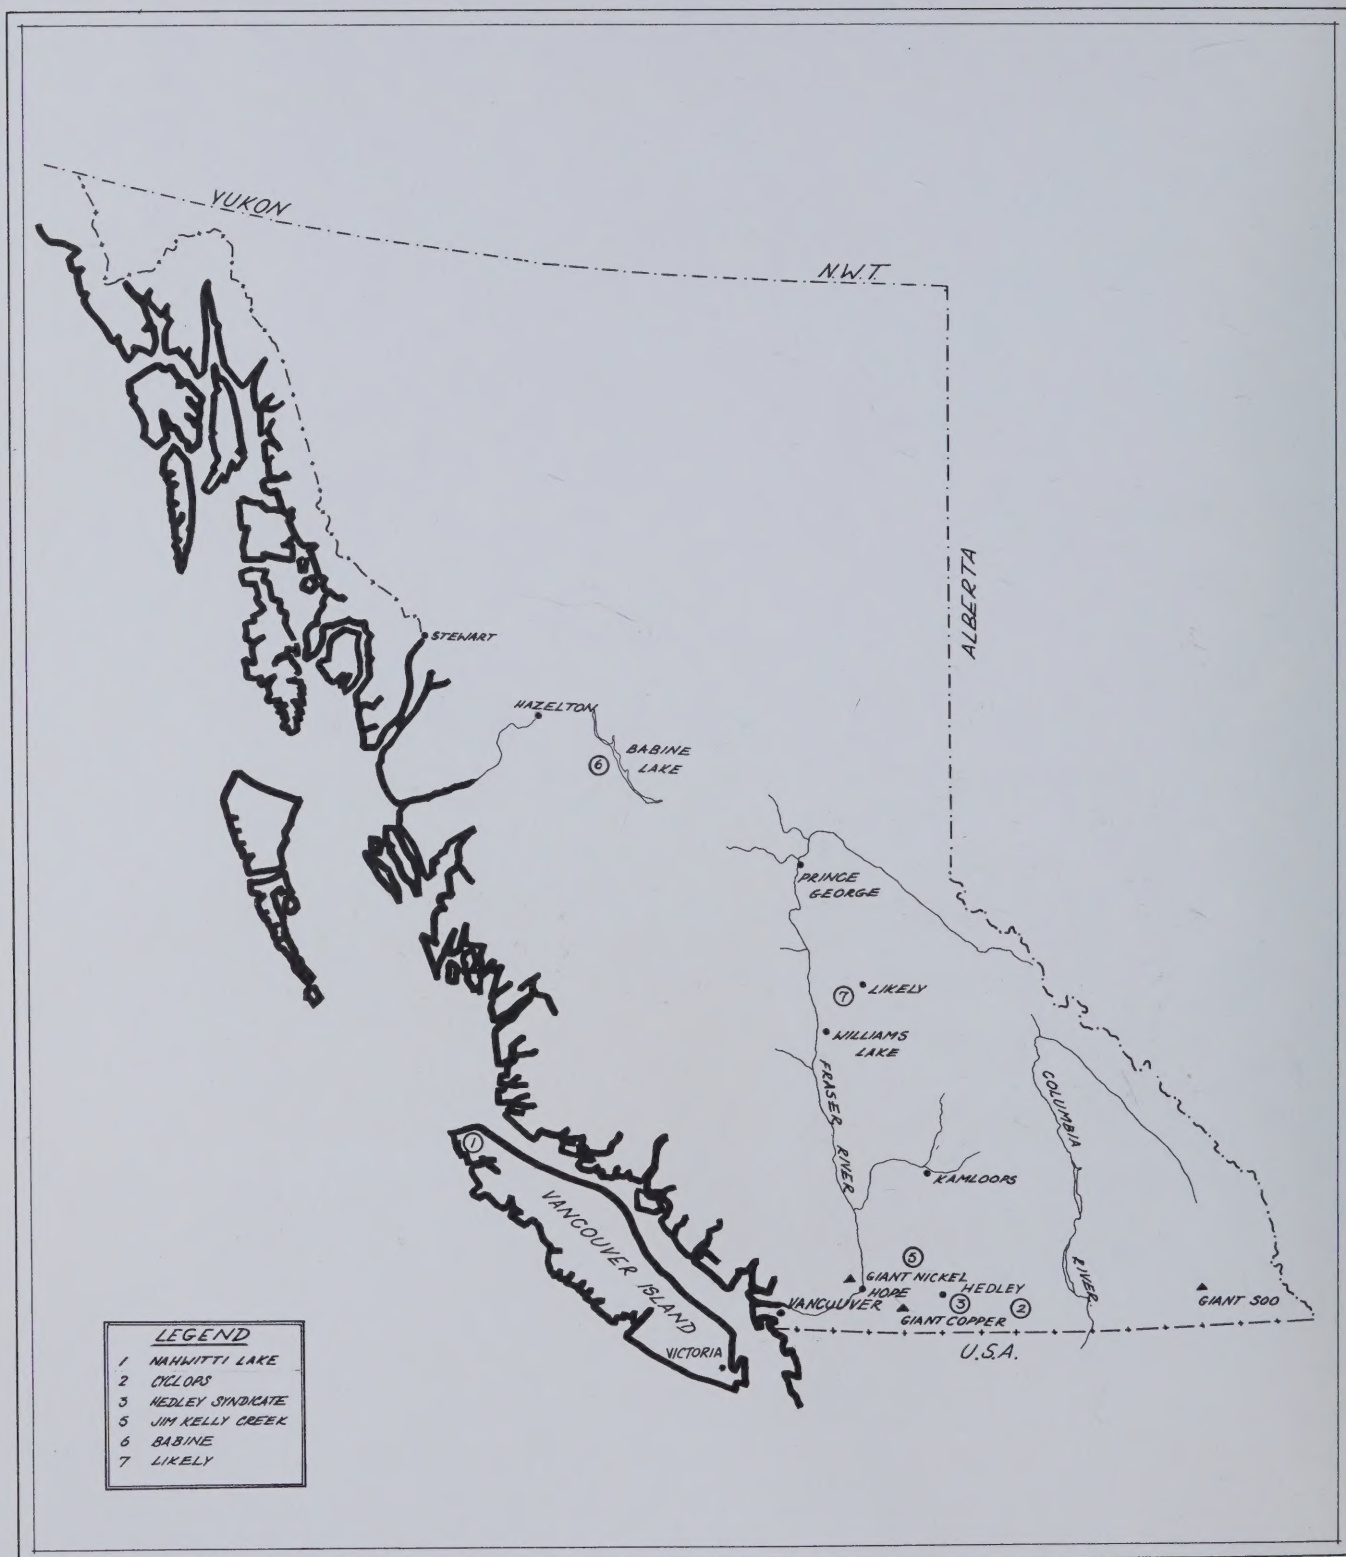 YUKON
N.W.T.
ALBERTA
STEWART
HAZELTON
BABINE
LAKE
6
PRINCE
GEORGE
7
LIKELY
WILLIAMS
LAKE
FRASER RIVER
COLUMBIA
RIVER
KAMLOOPS
1
VANCOUVER ISLAND
VICTORIA
5
GIANT NICKEL
HOPE
HEDLEY
3
2
VANCOUVER
GIANT COPPER
GIANT SOO
U.S.A.
LEGEND
1 NAHWITTI LAKE
2 CYCLOPS
3 HEDLEY SYNDICATE
5 JIM KELLY CREEK
6 BABINE
7 LIKELY